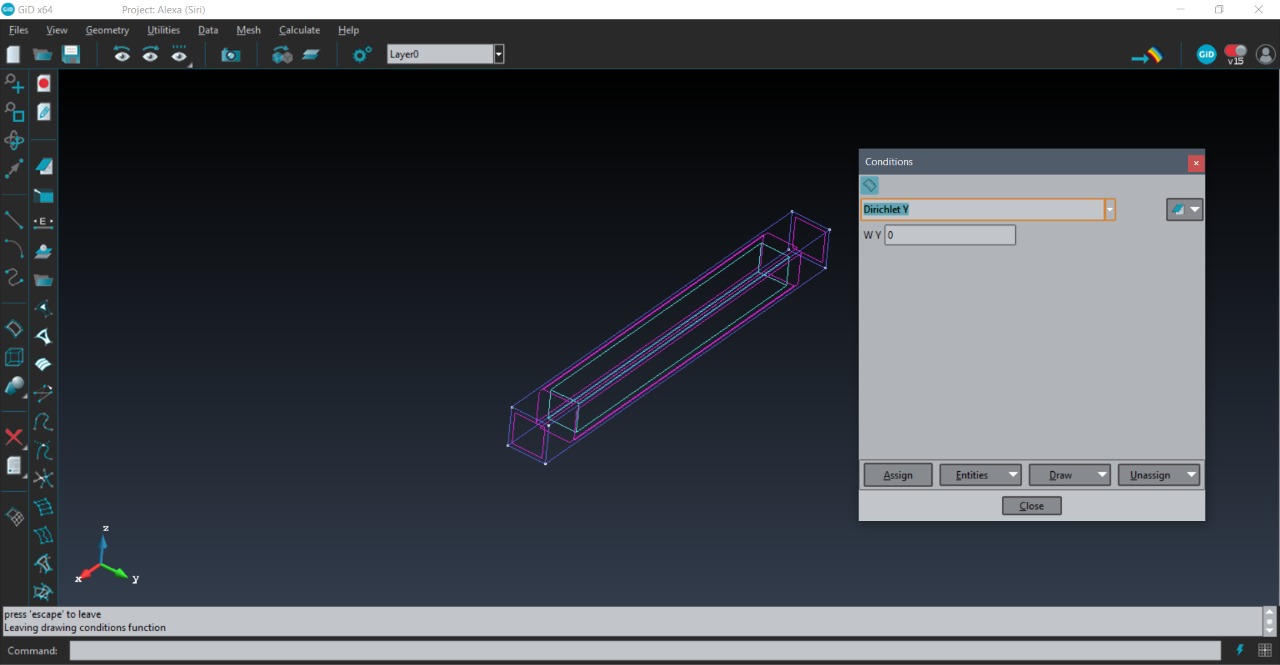 GiD GiD x64 Project: Alexa (Siri)
Files View Geometry Utilities Data Mesh Calculate Help
Layer0 GiD v15
E
Conditions
Dirichlet Y
W Y 0
Assign Entities Draw Unassign
Close
z
x y
press 'escape' to leave
Leaving drawing conditions function
Command: